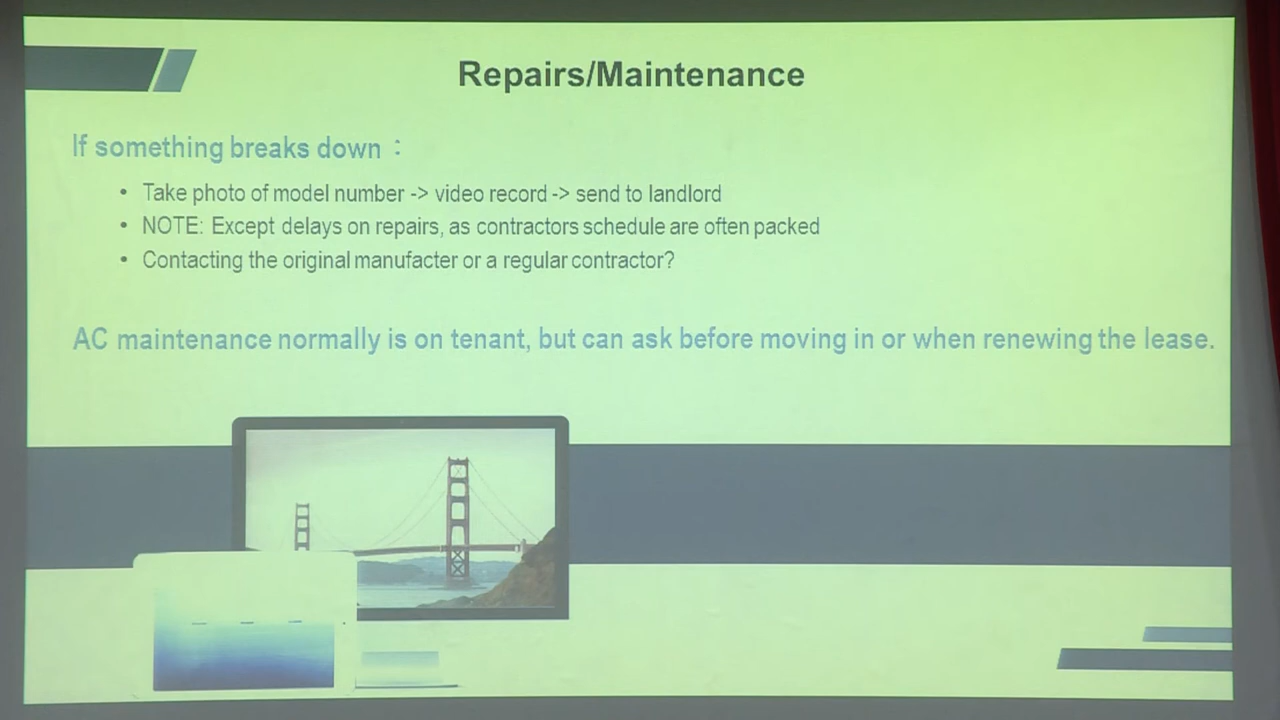 Repairs/Maintenance
If something breaks down：
• Take photo of model number -> video record -> send to landlord
• NOTE: Except delays on repairs, as contractors schedule are often packed
• Contacting the original manufacter or a regular contractor?
AC maintenance normally is on tenant, but can ask before moving in or when renewing the lease.